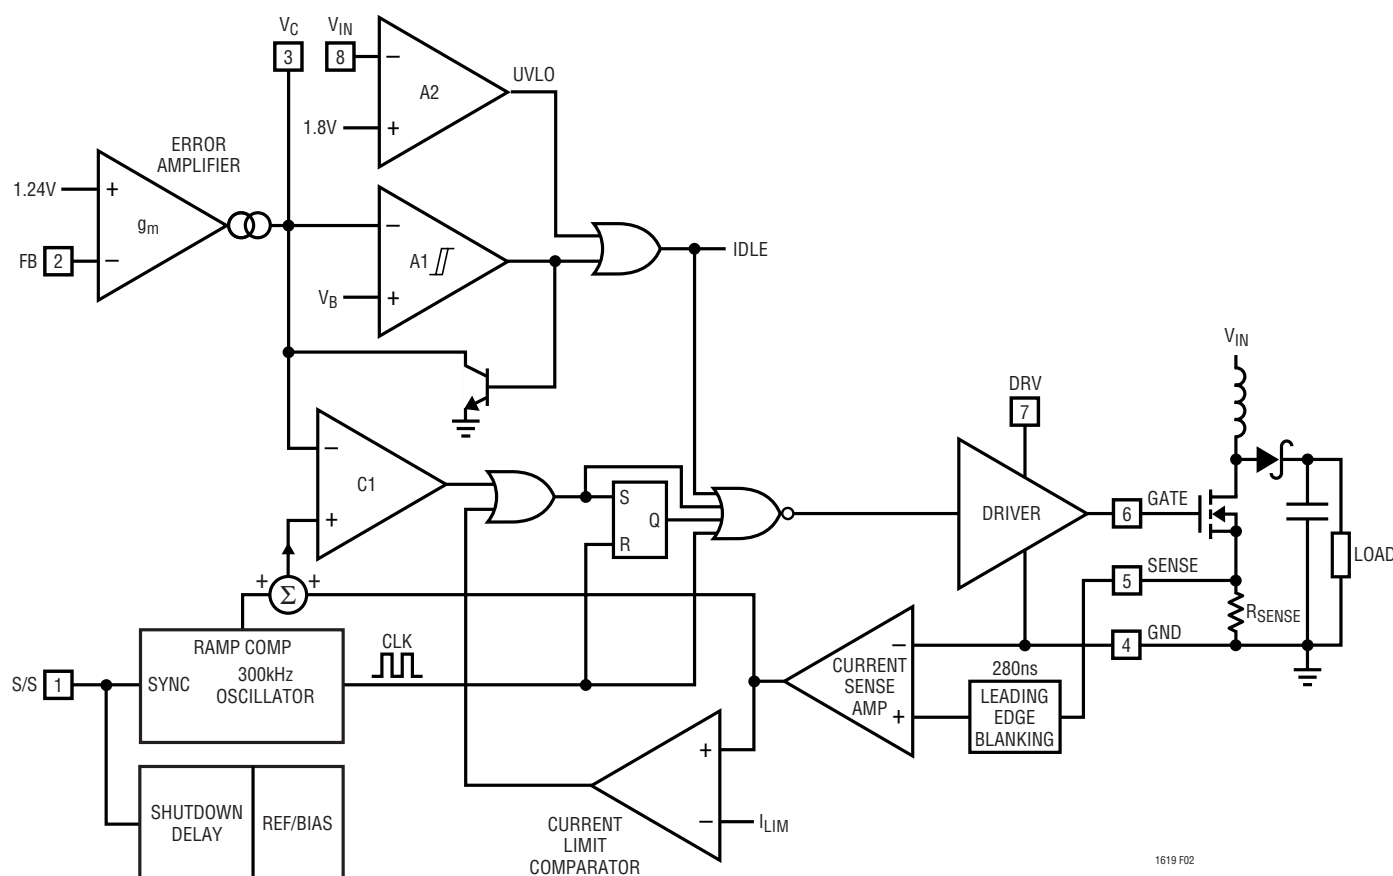 VC
3
VIN
8
−
A2
UVLO
1.8V
+
ERROR
AMPLIFIER
1.24V
+
gm
FB
2
−
−
A1
VB
+
IDLE
VIN
DRV
7
−
C1
+
S
Q
R
DRIVER
6
GATE
LOAD
5
SENSE
RSENSE
+
Σ
+
4
GND
RAMP COMP
300kHz
OSCILLATOR
SYNC
S/S
1
CLK
−
CURRENT
SENSE
AMP
+
280ns
LEADING
EDGE
BLANKING
+
−
ILIM
SHUTDOWN
DELAY
REF/BIAS
CURRENT
LIMIT
COMPARATOR
1619 F02